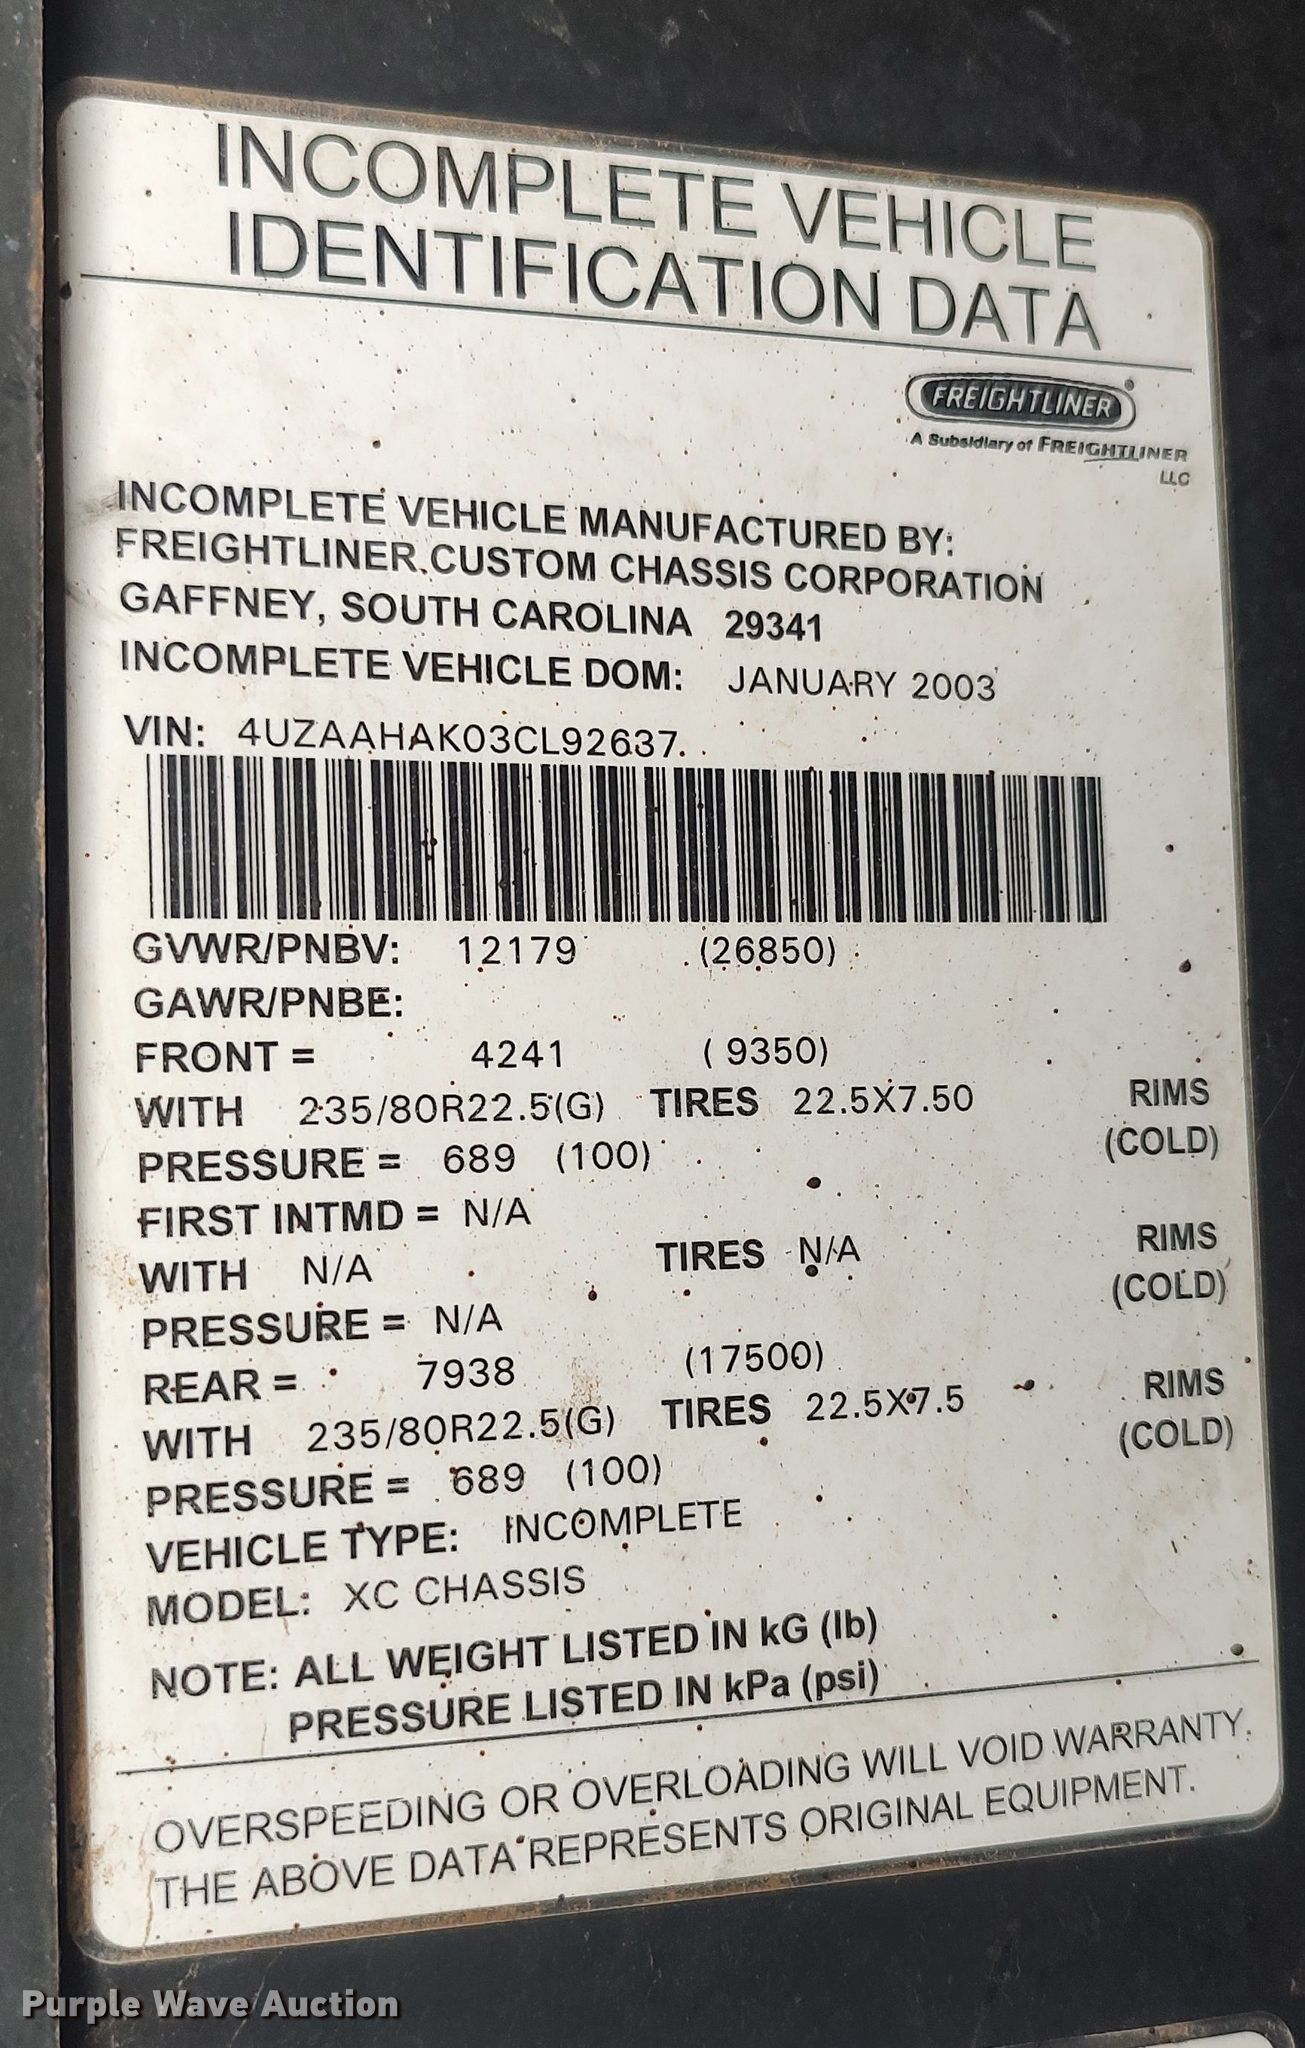 INCOMPLETE VEHICLE
IDENTIFICATION DATA
FREIGHTLINER
A Subsidiary of FREIGHTLINER
LLC
INCOMPLETE VEHICLE MANUFACTURED BY:
FREIGHTLINER CUSTOM CHASSIS CORPORATION
GAFFNEY, SOUTH CAROLINA 29341
INCOMPLETE VEHICLE DOM: JANUARY 2003
VIN: 4UZAAHAK03CL92637
GVWR/PNBV: 12179 (26850)
GAWR/PNBE:
FRONT = 4241 ( 9350)
WITH 235/80R22.5(G) TIRES 22.5X7.50 RIMS
PRESSURE = 689 (100) (COLD)
FIRST INTMD = N/A
WITH N/A TIRES N/A RIMS
PRESSURE = N/A (COLD)
REAR = 7938 (17500)
WITH 235/80R22.5(G) TIRES 22.5X7.5 RIMS
PRESSURE = 689 (100) (COLD)
VEHICLE TYPE: INCOMPLETE
MODEL: XC CHASSIS
NOTE: ALL WEIGHT LISTED IN kG (lb)
PRESSURE LISTED IN kPa (psi)
OVERSPEEDING OR OVERLOADING WILL VOID WARRANTY.
THE ABOVE DATA REPRESENTS ORIGINAL EQUIPMENT.
Purple Wave Auction